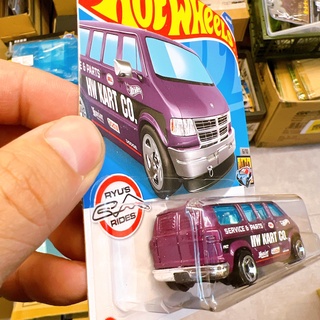 Hot Wheels
SERVICE & PARTS
HW KART CO.
RYU'S
RIDES
SERVICE & PARTS
HW KART CO.